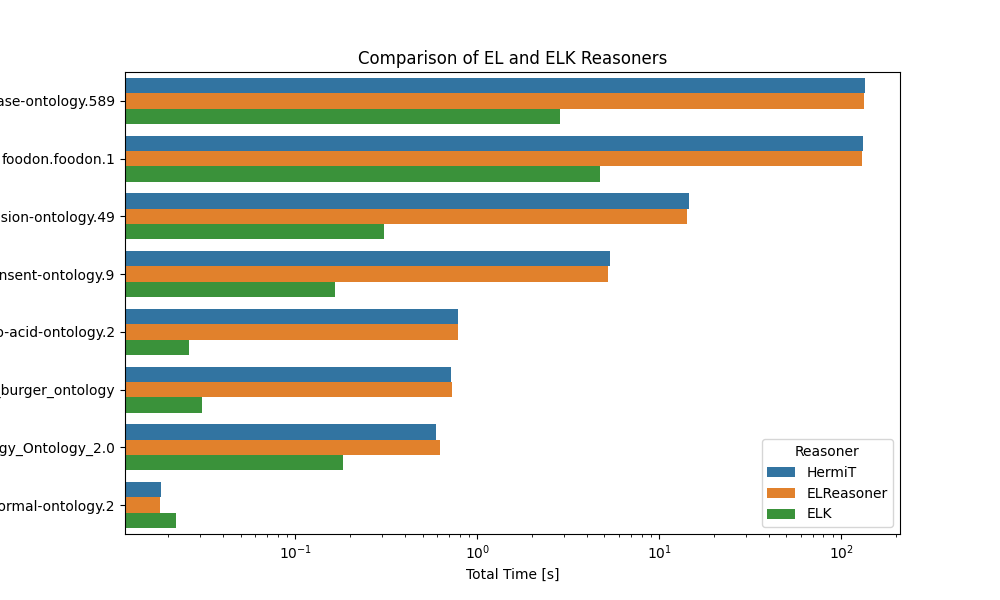 Comparison of EL and ELK Reasoners
ase-ontology.589
foodon.foodon.1
sion-ontology.49
nsent-ontology.9
o-acid-ontology.2
_burger_ontology
gy_Ontology_2.0
ormal-ontology.2
Reasoner
HermiT
ELReasoner
ELK
10⁻¹ 10⁰ 10¹ 10²
Total Time [s]